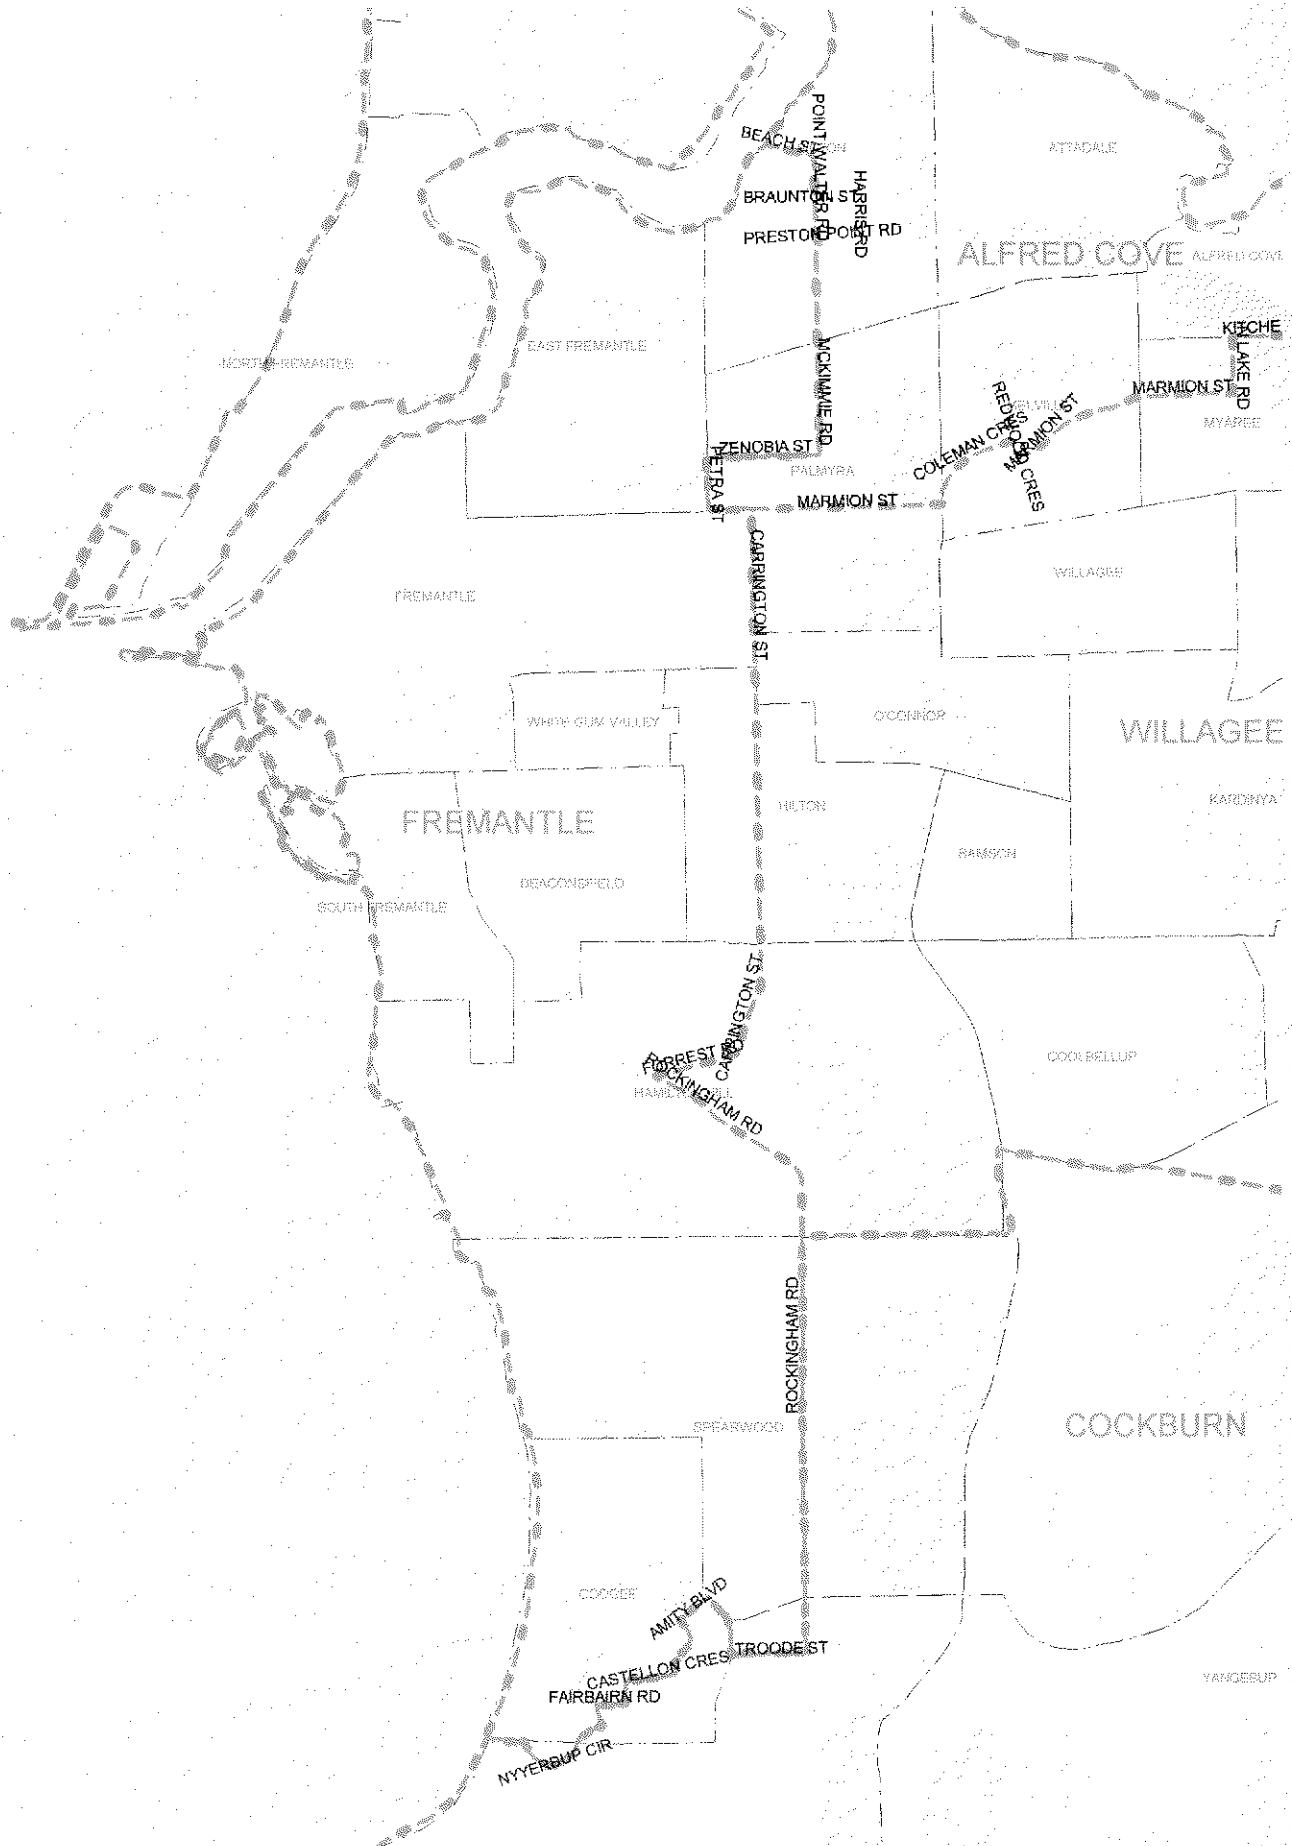 BEACH ST
POINT WALTER RD
HARRIS RD
ATTADALE
BRAUNTON ST
PRESTON POINT RD
ALFRED COVE
ALFRED COVE
KITCHE
NORTH FREMANTLE
EAST FREMANTLE
MCKIMMIE RD
N LAKE RD
MARMION ST
REDWOOD CRES
COLEMAN CRES
MARMION ST
MYAREE
ZENOBIA ST
PETRA ST
PALMYRA
MARMION ST
CARRINGTON ST
FREMANTLE
WILLAGEE
WHITE GUM VALLEY
O'CONNOR
WILLAGEE
FREMANTLE
HILTON
KARDINYA
SAMSON
DEACONSFIELD
SOUTH FREMANTLE
CARRINGTON ST
FORREST RD
ROCKINGHAM RD
HAMILTON HILL
COOLBELLUP
ROCKINGHAM RD
SPEARWOOD
COCKBURN
COOGEE
AMITY BLVD
TROODE ST
CASTELLON CRES
FAIRBAIRN RD
YANGEBUP
NYYERBUP CIR